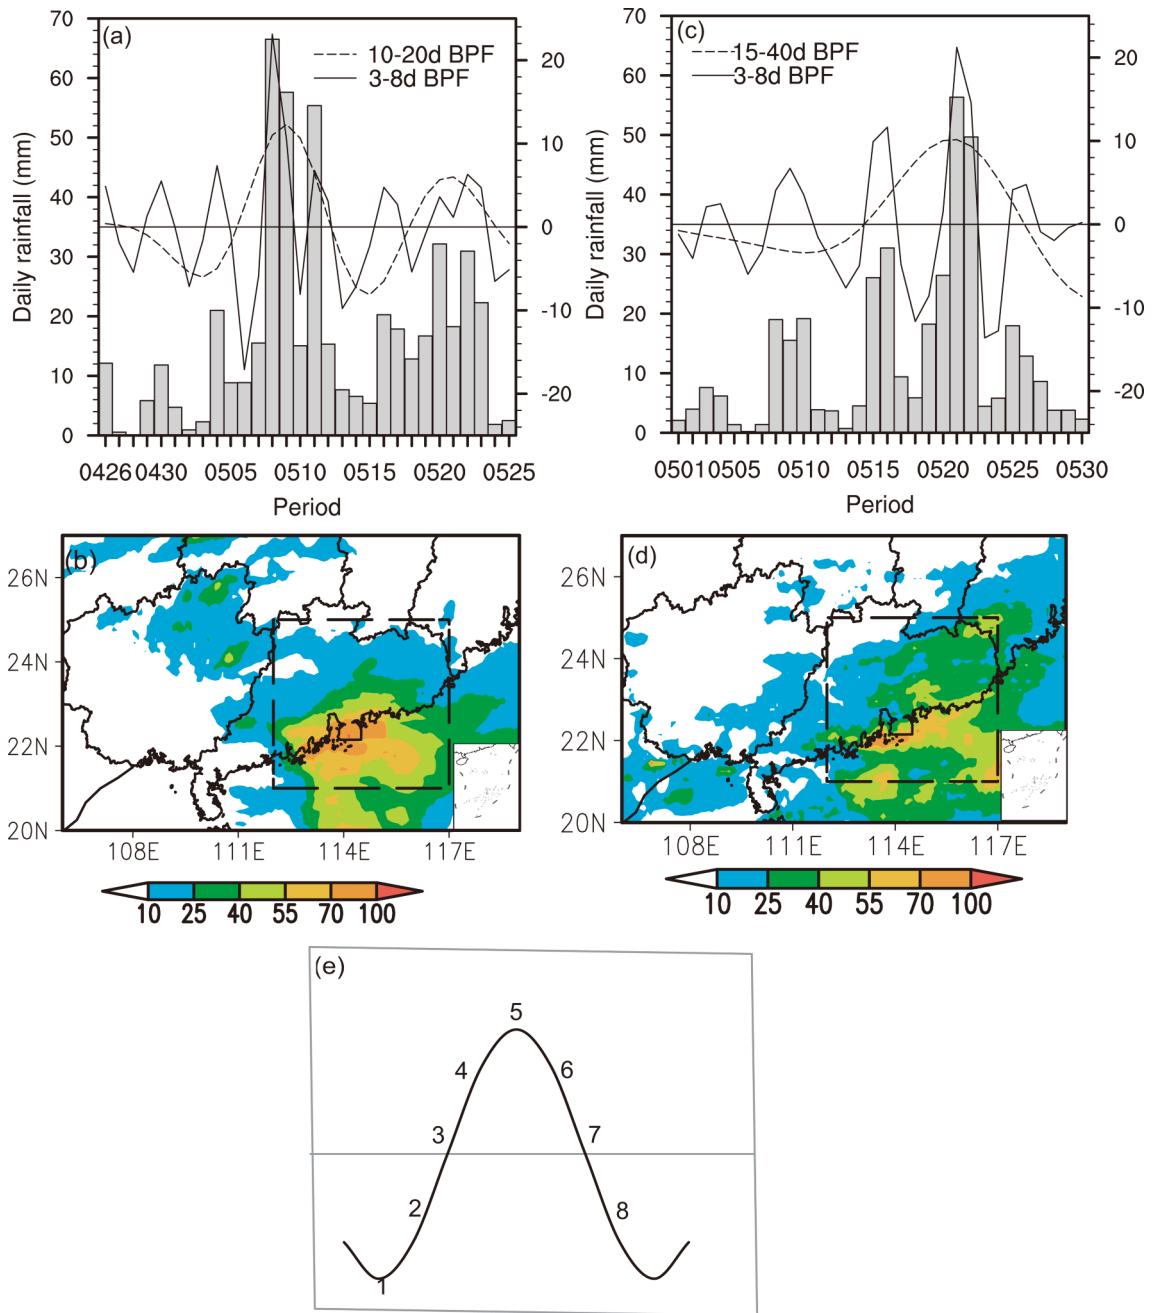 (a)
10-20d BPF
3-8d BPF
Daily rainfall (mm)
70
60
50
40
30
20
10
0
20
10
0
-10
-20
0426 0430 0505 0510 0515 0520 0525
Period
(c)
15-40d BPF
3-8d BPF
Daily rainfall (mm)
70
60
50
40
30
20
10
0
20
10
0
-10
-20
0501 0505 0510 0516 0520 0525 0530
Period
(b)
26N
24N
22N
20N
108E 111E 114E 117E
10 25 40 55 70 100
(d)
26N
24N
22N
20N
108E 111E 114E 117E
10 25 40 55 70 100
(e)
5
4 6
3 7
2 8
1